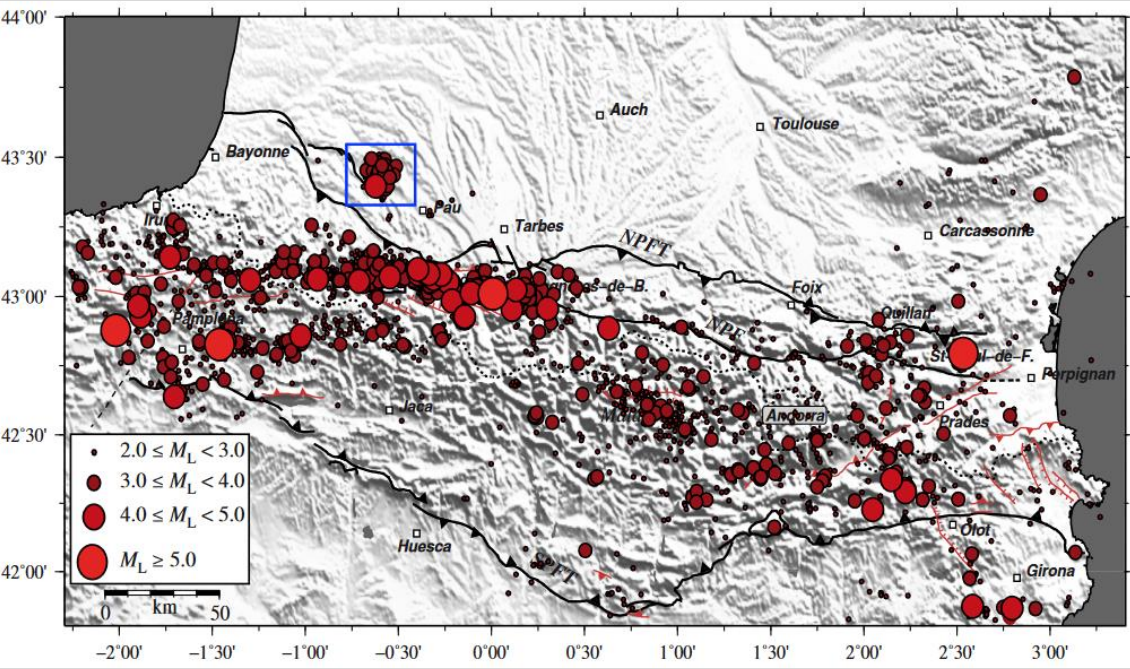 44°00'
43°30'
43°00'
42°30'
42°00'
Auch
Toulouse
Bayonne
Pau
Tarbes
Carcassonne
NPFT
Foix
Quillan
Pamplona
Perpignan
Jaca
Andorra
Prades
Huesca
SPFT
Olot
Girona
2.0 ≤ ML < 3.0
3.0 ≤ ML < 4.0
4.0 ≤ ML < 5.0
ML ≥ 5.0
0 50
km
−2°00' −1°30' −1°00' −0°30' 0°00' 0°30' 1°00' 1°30' 2°00' 2°30' 3°00'